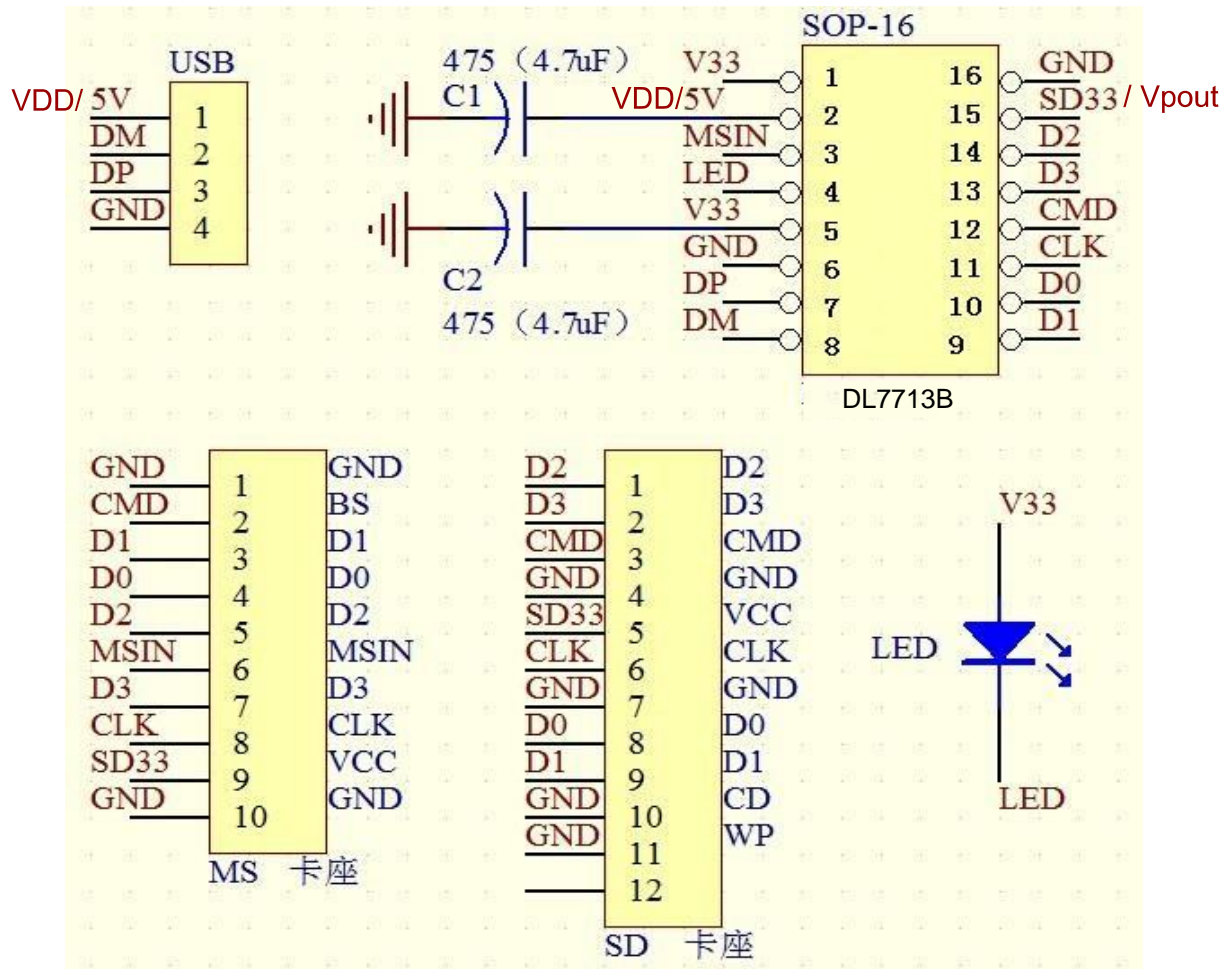 SOP-16
USB
475（4.7uF）
C1
VDD/ 5V
DM
DP
GND
1
2
3
4
C2
475（4.7uF）
V33
VDD/5V
MSIN
LED
V33
GND
DP
DM
1
2
3
4
5
6
7
8
16
15
14
13
12
11
10
9
GND
SD33 / Vpout
D2
D3
CMD
CLK
D0
D1
DL7713B
GND 1 GND
CMD 2 BS
D1 3 D1
D0 4 D0
D2 5 D2
MSIN 6 MSIN
D3 7 D3
CLK 8 CLK
SD33 9 VCC
GND 10 GND
MS 卡座
D2 1 D2
D3 2 D3
CMD 3 CMD
GND 4 GND
SD33 5 VCC
CLK 6 CLK
GND 7 GND
D0 8 D0
D1 9 D1
GND 10 CD
GND 11 WP
12
SD 卡座
V33
LED
LED